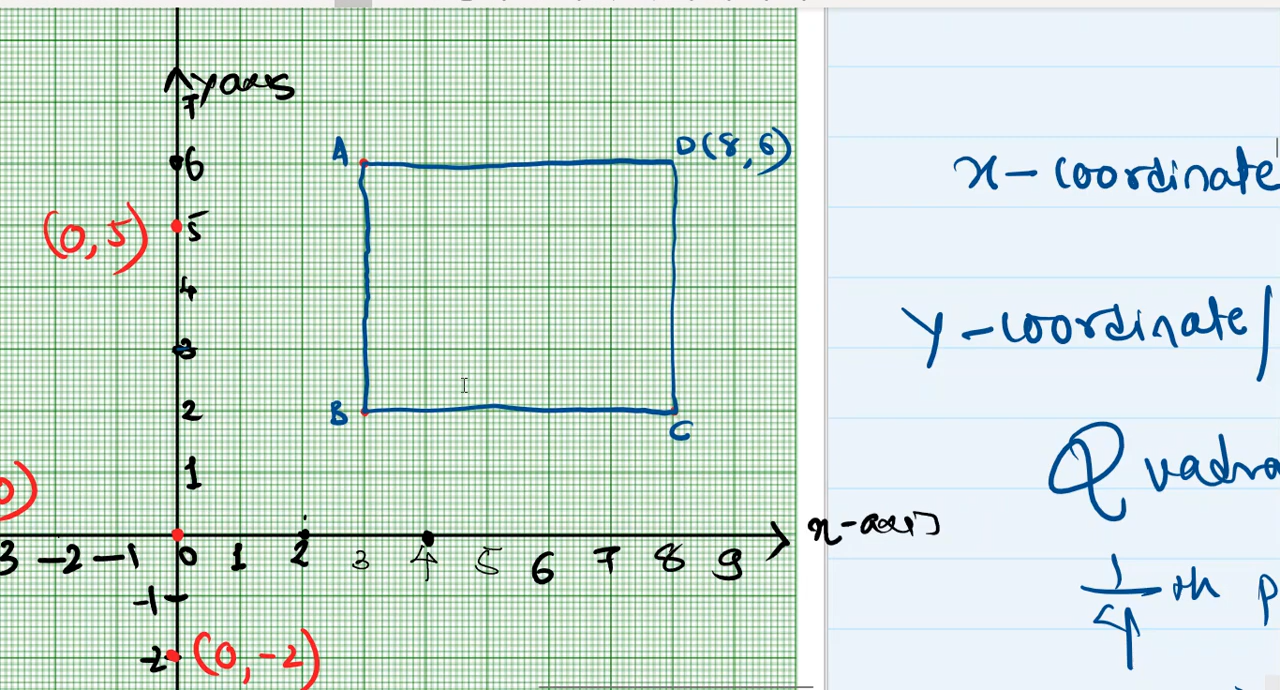 y axis
7
A D(8,6)
6
(0,5) 5
4
3
B 2
C
1
0)
x-axis
3 -2 -1 0 1 2 3 4 5 6 7 8 9
-1
-2 (0,-2)
x-coordinate
y-coordinate/
Quadra
1/4 th p